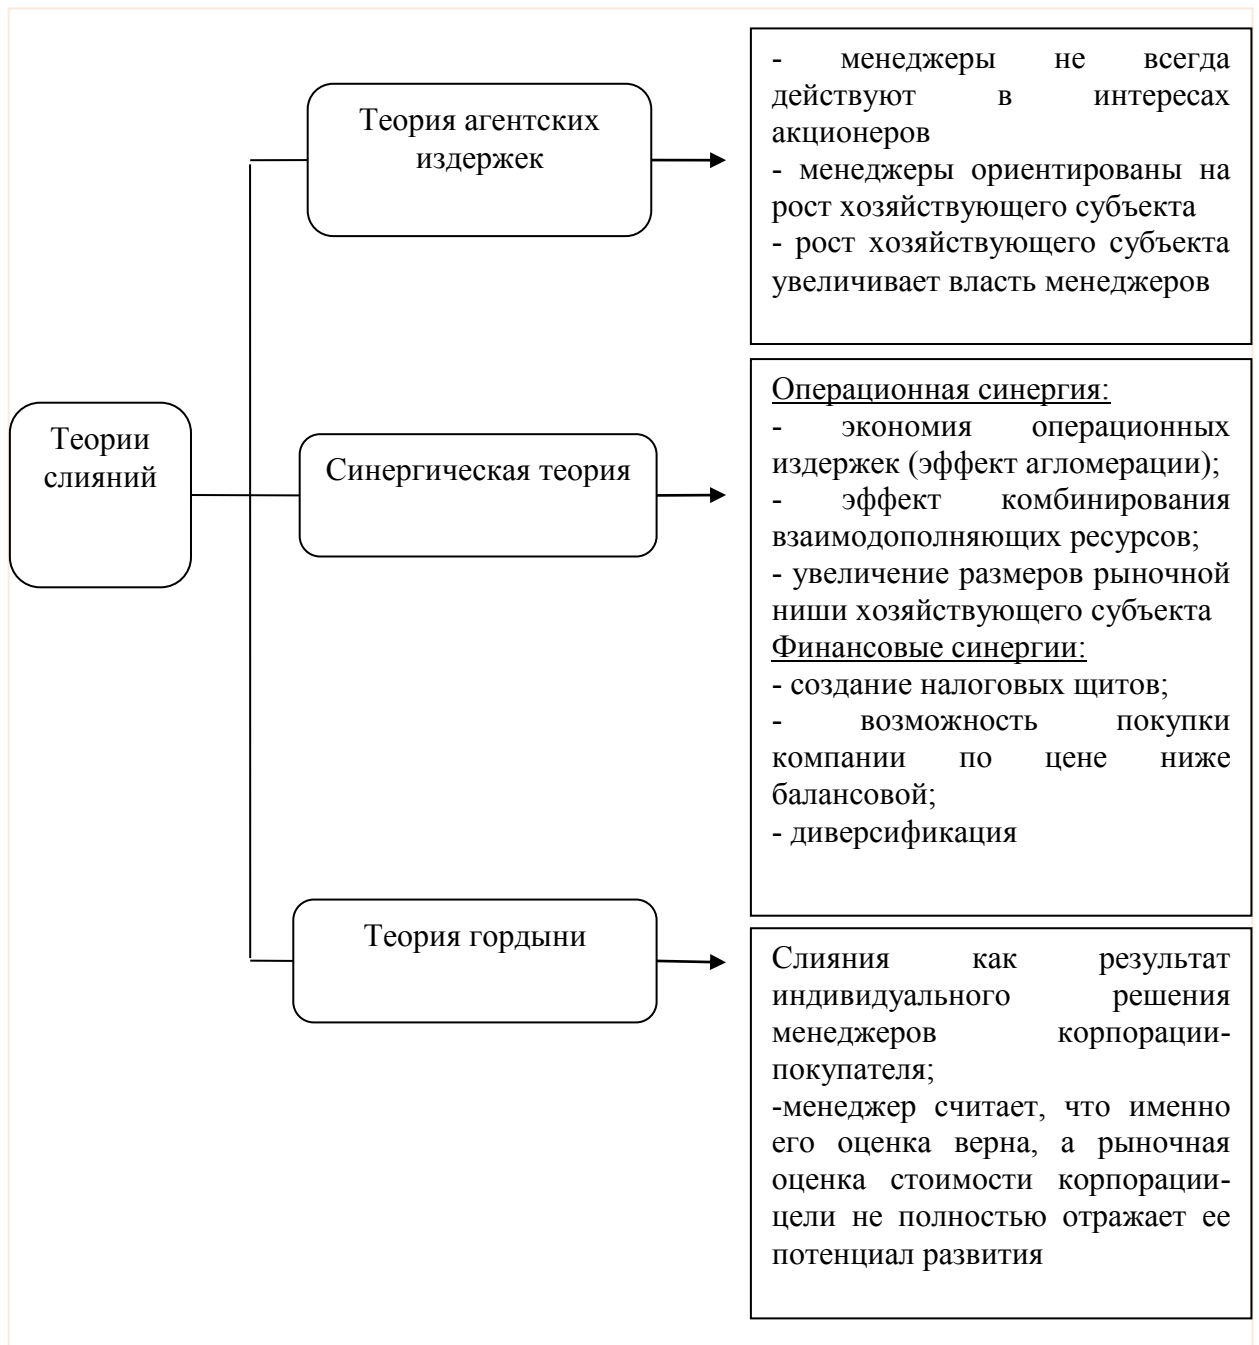 Теории
слияний
Теория агентских
издержек
- менеджеры не всегда
действуют в интересах
акционеров
- менеджеры ориентированы на
рост хозяйствующего субъекта
- рост хозяйствующего субъекта
увеличивает власть менеджеров
Синергическая теория
Операционная синергия:
- экономия операционных
издержек (эффект агломерации);
- эффект комбинирования
взаимодополняющих ресурсов;
- увеличение размеров рыночной
ниши хозяйствующего субъекта
Финансовые синергии:
- создание налоговых щитов;
- возможность покупки
компании по цене ниже
балансовой;
- диверсификация
Теория гордыни
Слияния как результат
индивидуального решения
менеджеров корпорации-
покупателя;
-менеджер считает, что именно
его оценка верна, а рыночная
оценка стоимости корпорации-
цели не полностью отражает ее
потенциал развития